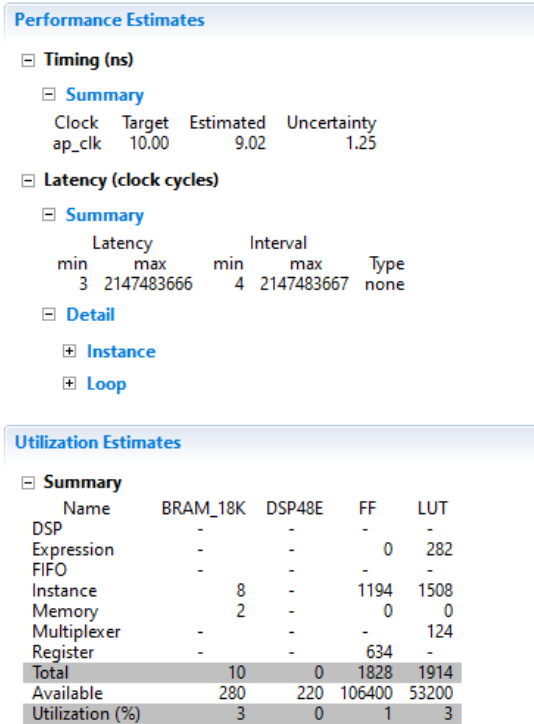 Performance Estimates
Timing (ns)
Summary
Clock Target Estimated Uncertainty
ap_clk 10.00 9.02 1.25
Latency (clock cycles)
Summary
Latency Interval
min max min max Type
3 2147483666 4 2147483667 none
Detail
Instance
Loop
Utilization Estimates
Summary
Name BRAM_18K DSP48E FF LUT
DSP - - - -
Expression - - 0 282
FIFO - - - -
Instance 8 - 1194 1508
Memory 2 - 0 0
Multiplexer - - - 124
Register - - 634 -
Total 10 0 1828 1914
Available 280 220 106400 53200
Utilization (%) 3 0 1 3